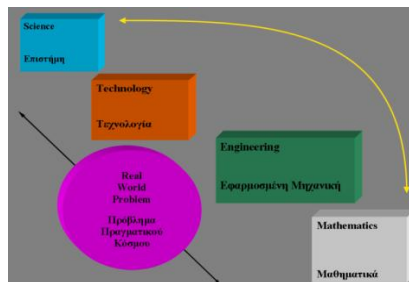 Science
Επιστήμη
Technology
Τεχνολογία
Engineering
Εφαρμοσμένη Μηχανική
Real
World
Problem
Πρόβλημα
Πραγματικού
Κόσμου
Mathematics
Μαθηματικά